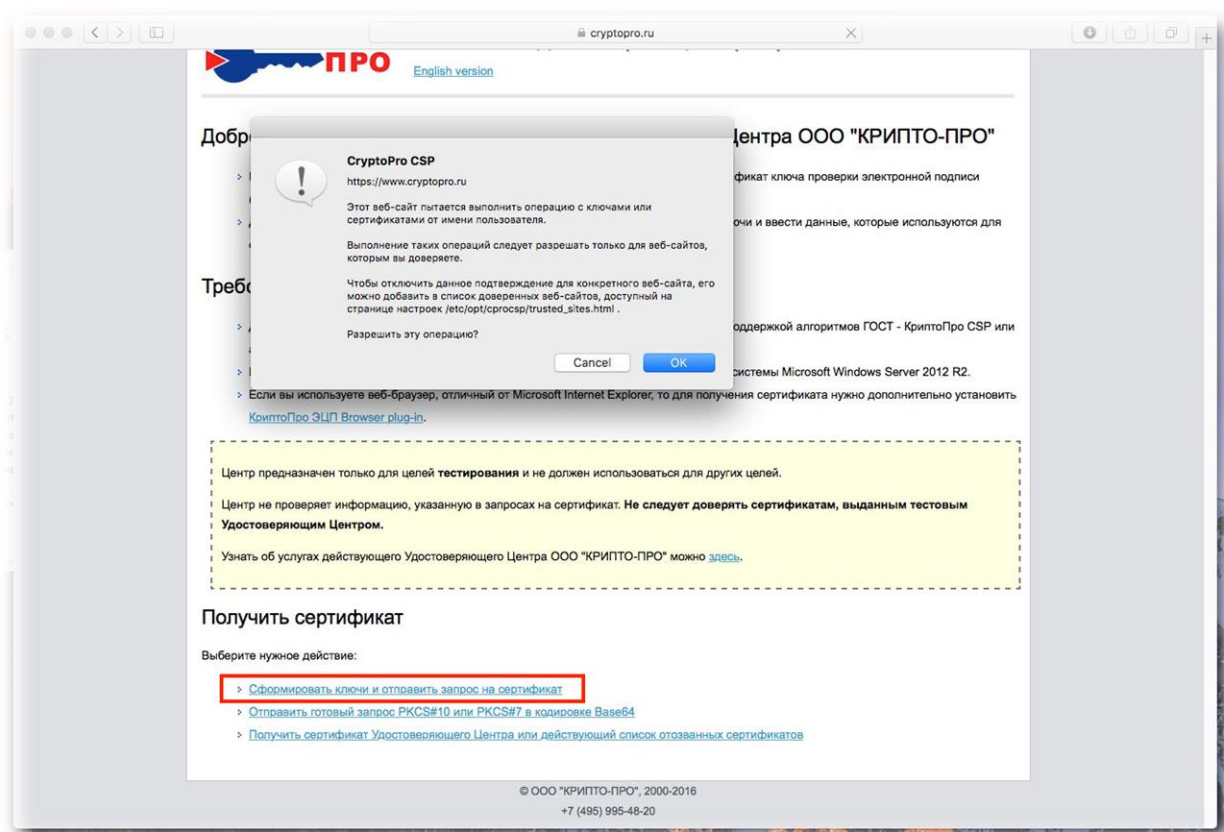 cryptopro.ru
ПРО
English version
Добр
Центра ООО "КРИПТО-ПРО"
фикат ключа проверки электронной подписи
очи и ввести данные, которые используются для
CryptoPro CSP
https://www.cryptopro.ru
Этот веб-сайт пытается выполнить операцию с ключами или
сертификатами от имени пользователя.
Выполнение таких операций следует разрешать только для веб-сайтов,
которым вы доверяете.
Чтобы отключить данное подтверждение для конкретного веб-сайта, его
можно добавить в список доверенных веб-сайтов, доступный на
странице настроек /etc/opt/cprocsp/trusted_sites.html .
Разрешить эту операцию?
Cancel
OK
Требо
оддержкой алгоритмов ГОСТ - КриптоПро CSP или
системы Microsoft Windows Server 2012 R2.
Если вы используете веб-браузер, отличный от Microsoft Internet Explorer, то для получения сертификата нужно дополнительно установить
КриптоПро ЭЦП Browser plug-in.
Центр предназначен только для целей тестирования и не должен использоваться для других целей.
Центр не проверяет информацию, указанную в запросах на сертификат. Не следует доверять сертификатам, выданным тестовым
Удостоверяющим Центром.
Узнать об услугах действующего Удостоверяющего Центра ООО "КРИПТО-ПРО" можно здесь.
Получить сертификат
Выберите нужное действие:
Сформировать ключи и отправить запрос на сертификат
Отправить готовый запрос PKCS#10 или PKCS#7 в кодировке Base64
Получить сертификат Удостоверяющего Центра или действующий список отозванных сертификатов
© ООО "КРИПТО-ПРО", 2000-2016
+7 (495) 995-48-20